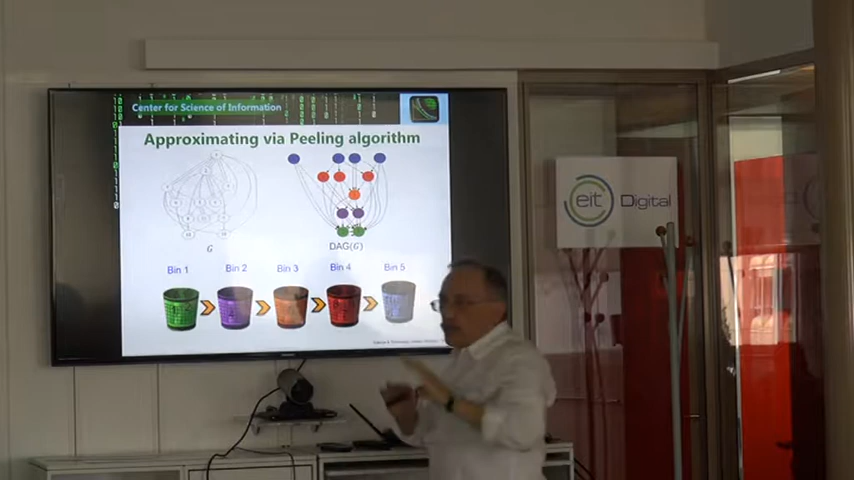 Center for Science of Information
Approximating via Peeling algorithm
G
DAG(G)
Bin 1
Bin 2
Bin 3
Bin 4
Bin 5
eit Digital